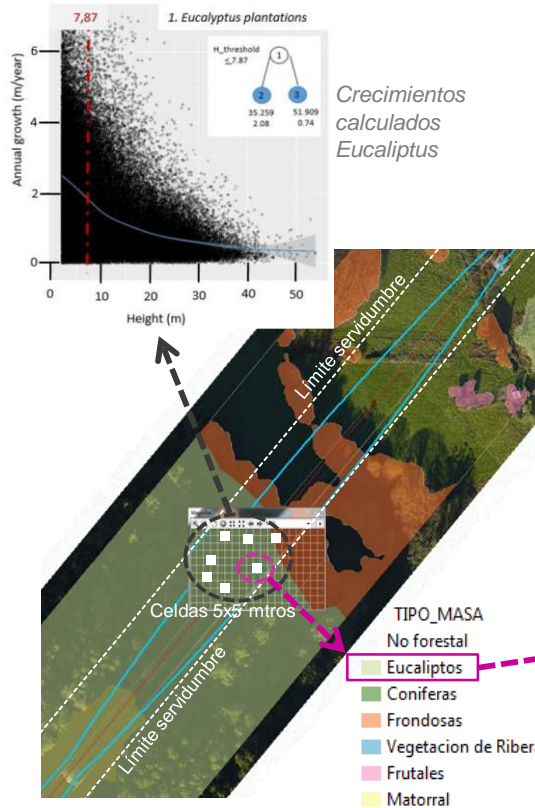 7,87
1. Eucalyptus plantations
Annual growth (m/year)
6
4
2
0
H_threshold
≤7.87
1
2
3
35.259
2.08
51.909
0.74
0
10
20
30
40
50
Height (m)
Crecimientos
calculados
Eucaliptus
Límite servidumbre
Celdas 5x5 mtros
Límite servidumbre
TIPO_MASA
No forestal
Eucaliptos
Coniferas
Frondosas
Vegetacion de Ribera
Frutales
Matorral